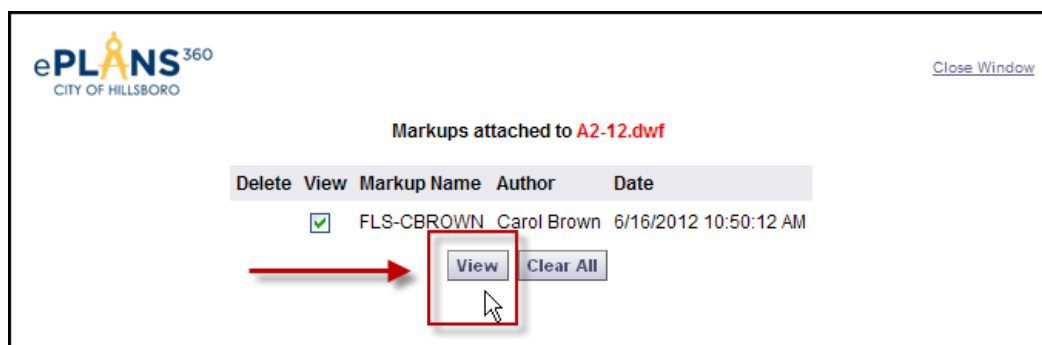 ePLANS360
CITY OF HILLSBORO
Close Window
Markups attached to A2-12.dwf
Delete View Markup Name Author Date
FLS-CBROWN Carol Brown 6/16/2012 10:50:12 AM
View Clear All